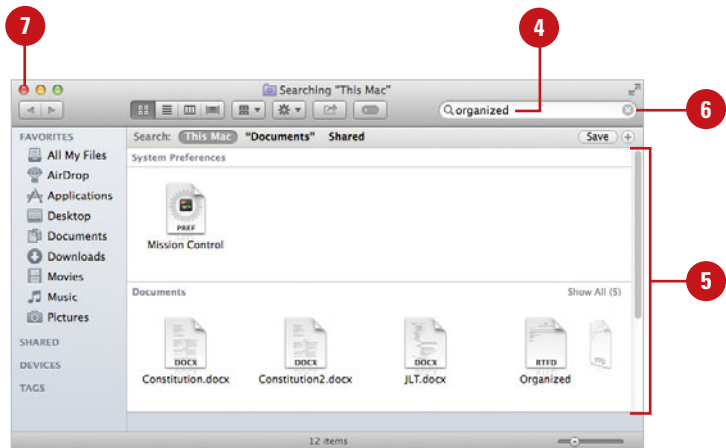 7
4
Searching "This Mac"
organized
6
FAVORITES
Search: This Mac "Documents" Shared Save +
All My Files
System Preferences
AirDrop
Applications
Desktop
PREF
Documents
Mission Control
Downloads
Movies
5
Music
Documents Show All (5)
Pictures
SHARED
DEVICES
DOCX DOCX DOCX RTFD
TAGS
Constitution.docx Constitution2.docx JLT.docx Organized
12 items